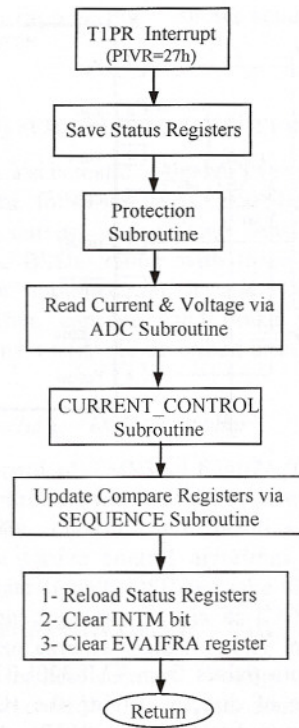 T1PR Interrupt
(PIVR=27h)
Save Status Registers
Protection
Subroutine
Read Current & Voltage via
ADC Subroutine
CURRENT_CONTROL
Subroutine
Update Compare Registers via
SEQUENCE Subroutine
1- Reload Status Registers
2- Clear INTM bit
3- Clear EVAIFRA register
Return